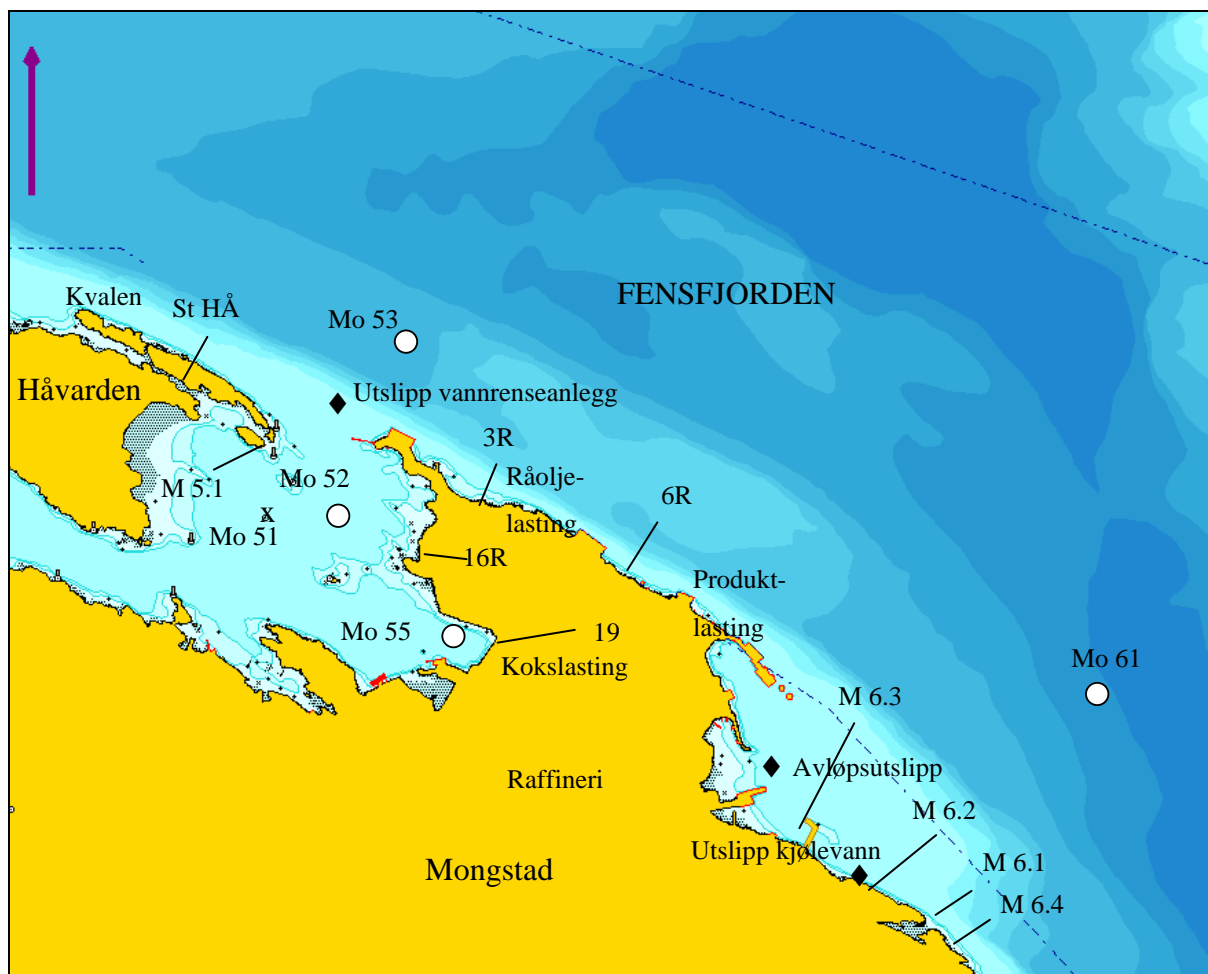 FENSFJORDEN
Kvalen
St HÅ
Mo 53
Håvarden
Utslipp vannrenseanlegg
3R
Råolje-
lasting
6R
Mo 52
M 5.1
x
Mo 51
16R
Produkt-
lasting
Mo 55
19
Kokslasting
Mo 61
M 6.3
Raffineri
Avløpsutslipp
M 6.2
Utslipp kjølevann
Mongstad
M 6.1
M 6.4